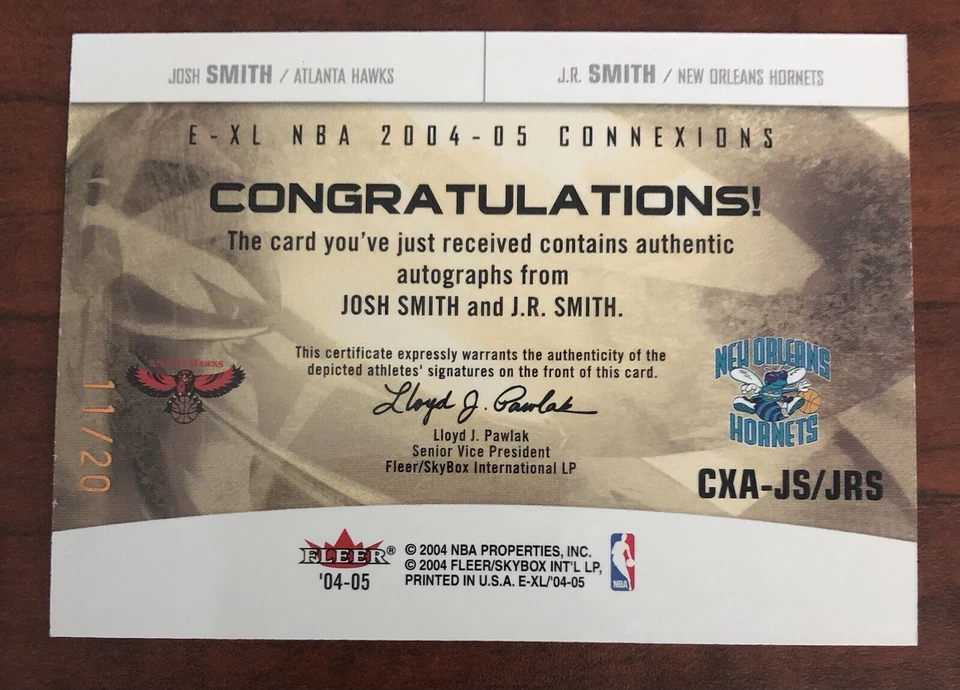 JOSH SMITH / ATLANTA HAWKS
J.R. SMITH / NEW ORLEANS HORNETS
E-XL NBA 2004-05 CONNEXIONS
CONGRATULATIONS!
The card you've just received contains authentic
autographs from
JOSH SMITH and J.R. SMITH.
This certificate expressly warrants the authenticity of the
depicted athletes' signatures on the front of this card.
Lloyd J. Pawlak
Lloyd J. Pawlak
Senior Vice President
Fleer/SkyBox International LP
11/20
ATLANTA HAWKS
NEW ORLEANS
HORNETS
CXA-JS/JRS
FLEER®
'04-05
© 2004 NBA PROPERTIES, INC.
© 2004 FLEER/SKYBOX INT'L LP,
PRINTED IN U.S.A. E-XL/'04-05
NBA